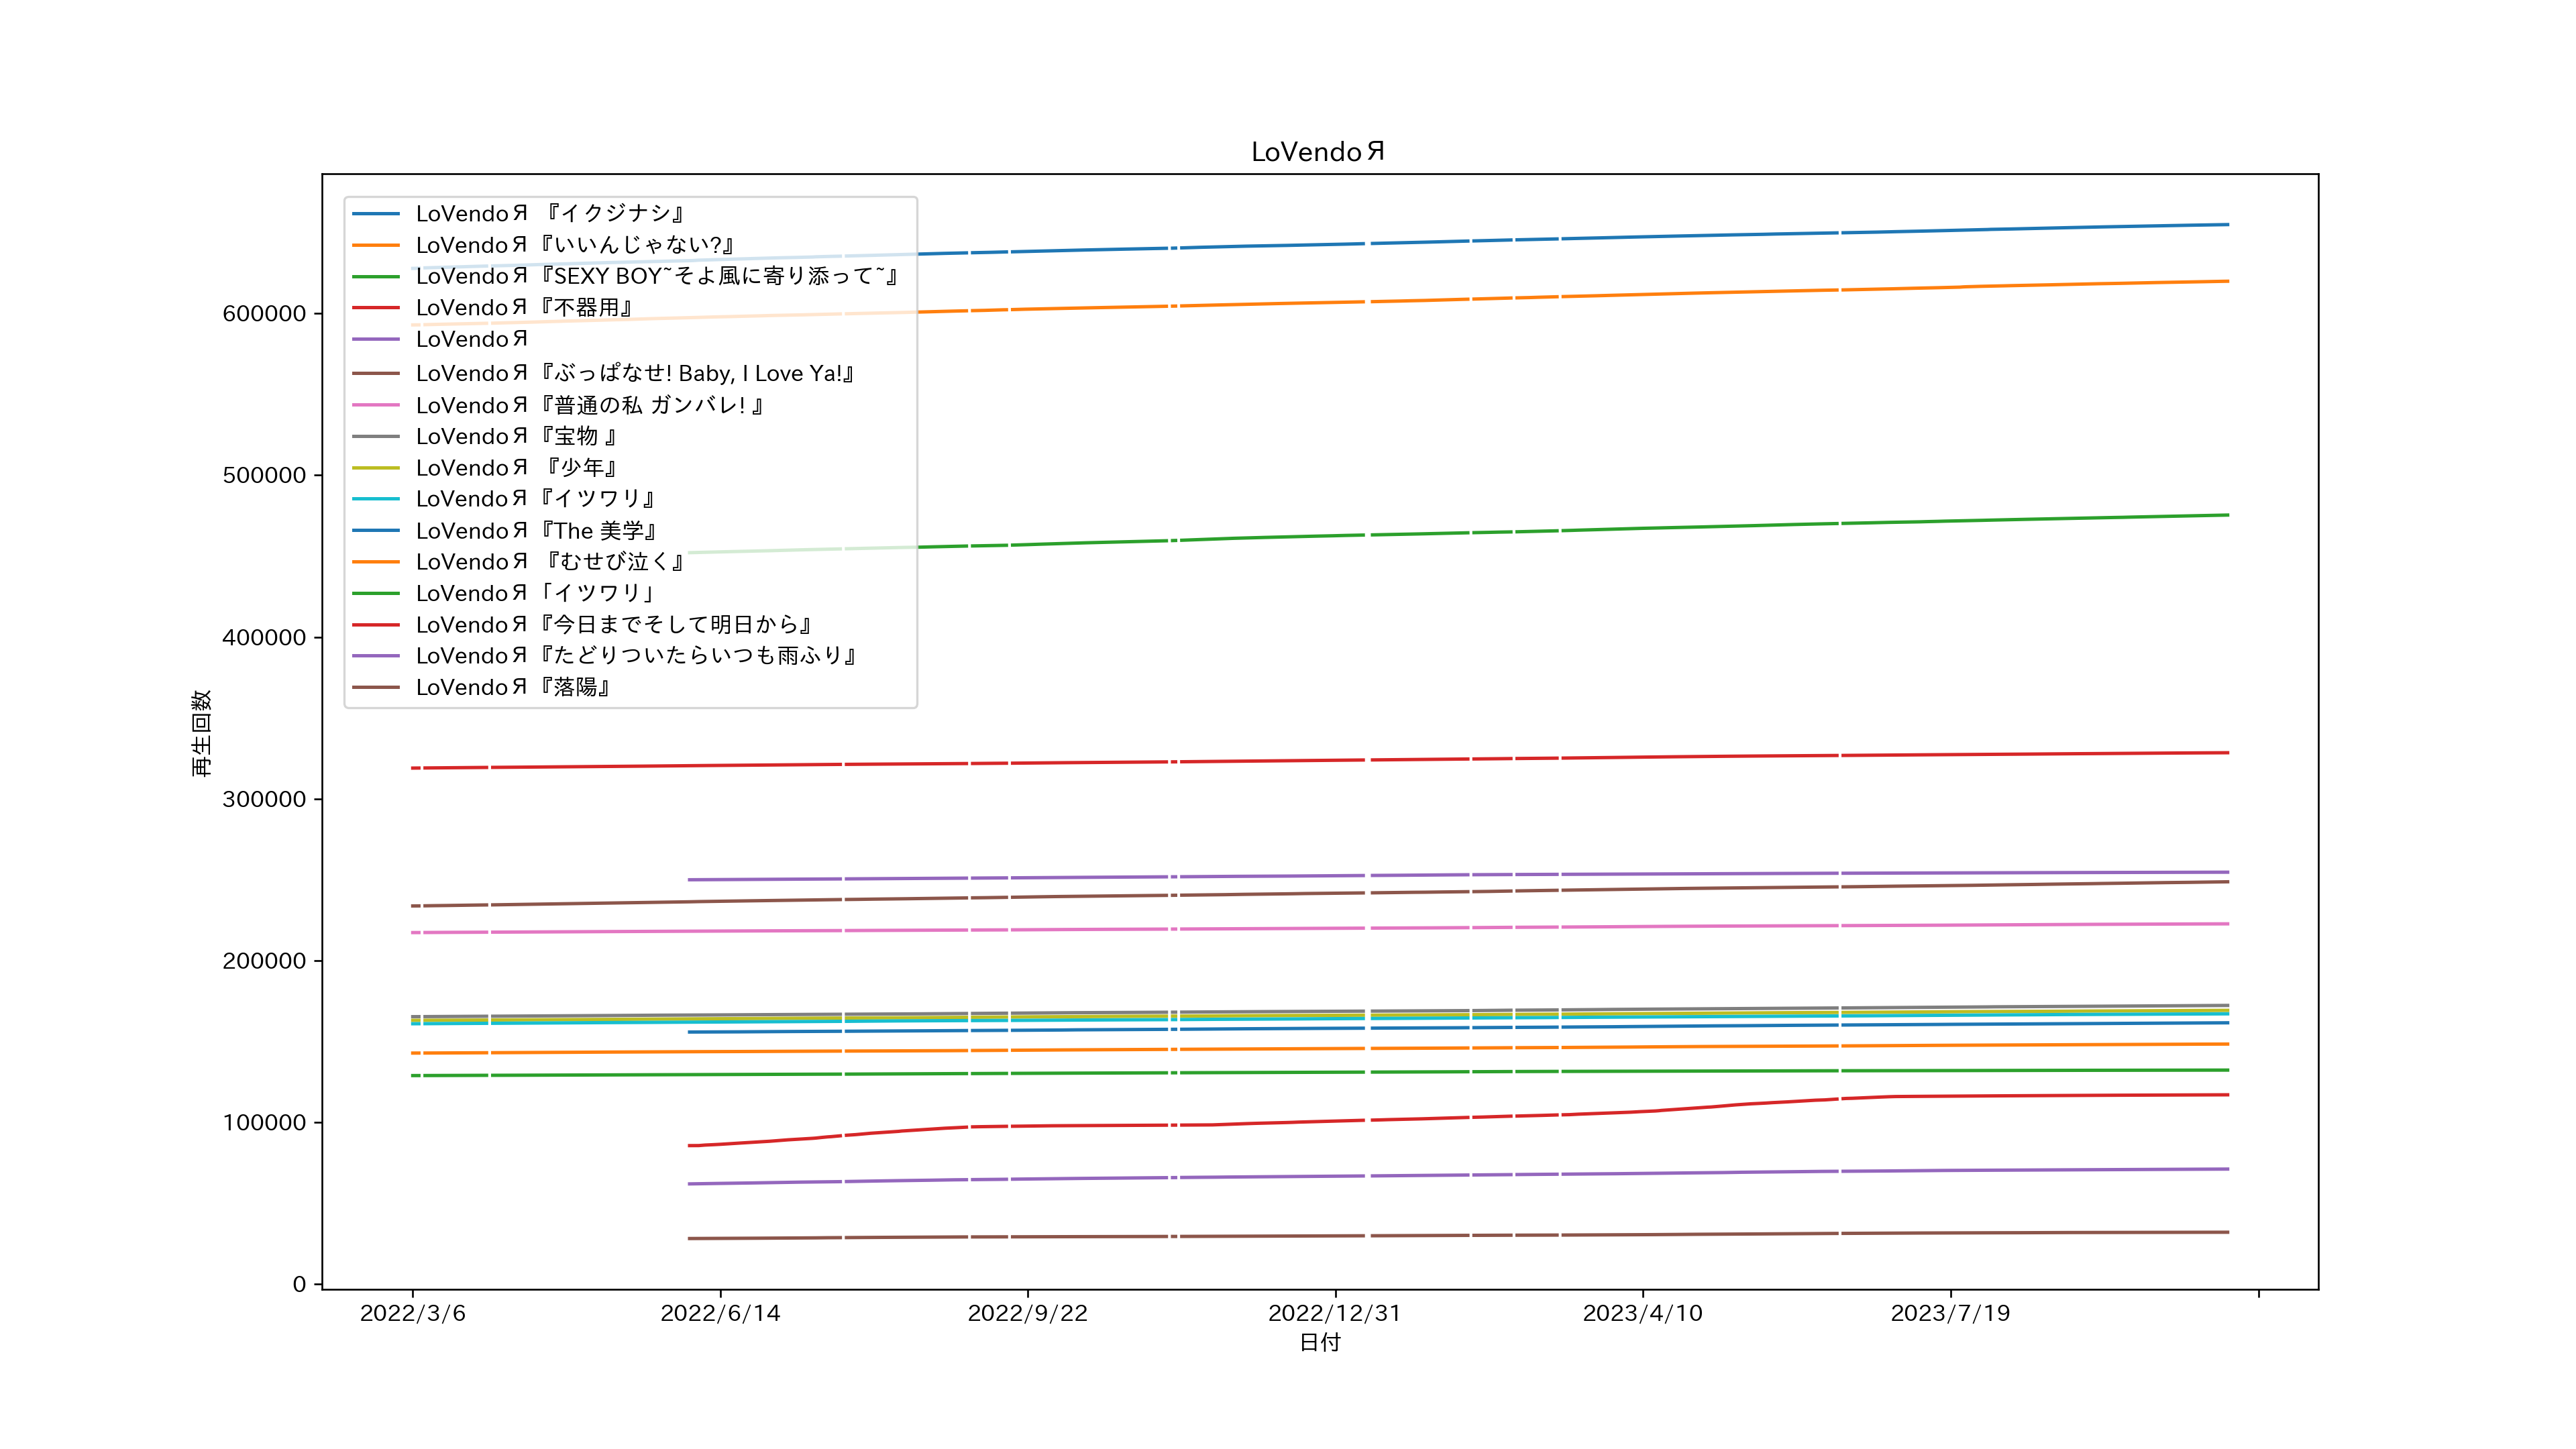 LoVendoЯ
LoVendoЯ 『イクジナシ』
LoVendoЯ『いいんじゃない?』
LoVendoЯ『SEXY BOY~そよ風に寄り添って~』
LoVendoЯ『不器用』
LoVendoЯ
LoVendoЯ『ぶっぱなせ! Baby, I Love Ya!』
LoVendoЯ『普通の私 ガンバレ! 』
LoVendoЯ『宝物 』
LoVendoЯ 『少年』
LoVendoЯ『イツワリ』
LoVendoЯ『The 美学』
LoVendoЯ 『むせび泣く』
LoVendoЯ「イツワリ」
LoVendoЯ『今日までそして明日から』
LoVendoЯ『たどりついたらいつも雨ふり』
LoVendoЯ『落陽』
再生回数
600000
500000
400000
300000
200000
100000
0
2022/3/6 2022/6/14 2022/9/22 2022/12/31 2023/4/10 2023/7/19
日付